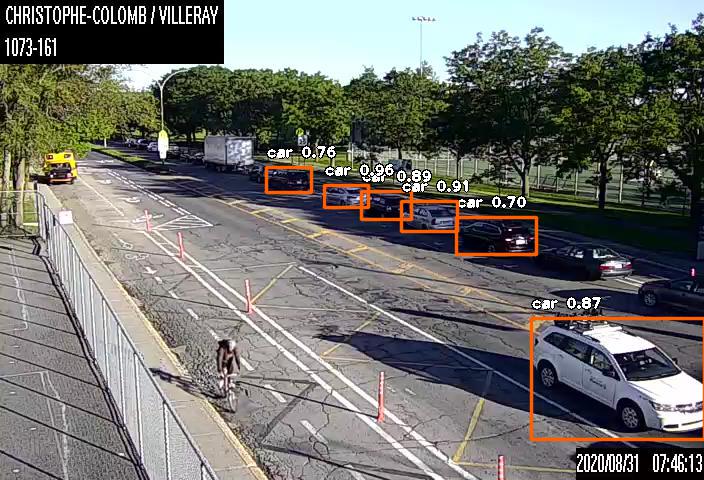 CHRISTOPHE-COLOMB / VILLERAY
1073-161
car 0.76
car 0.96
car 0.89
car 0.91
car 0.70
car 0.87
2020/08/31 07:46:13